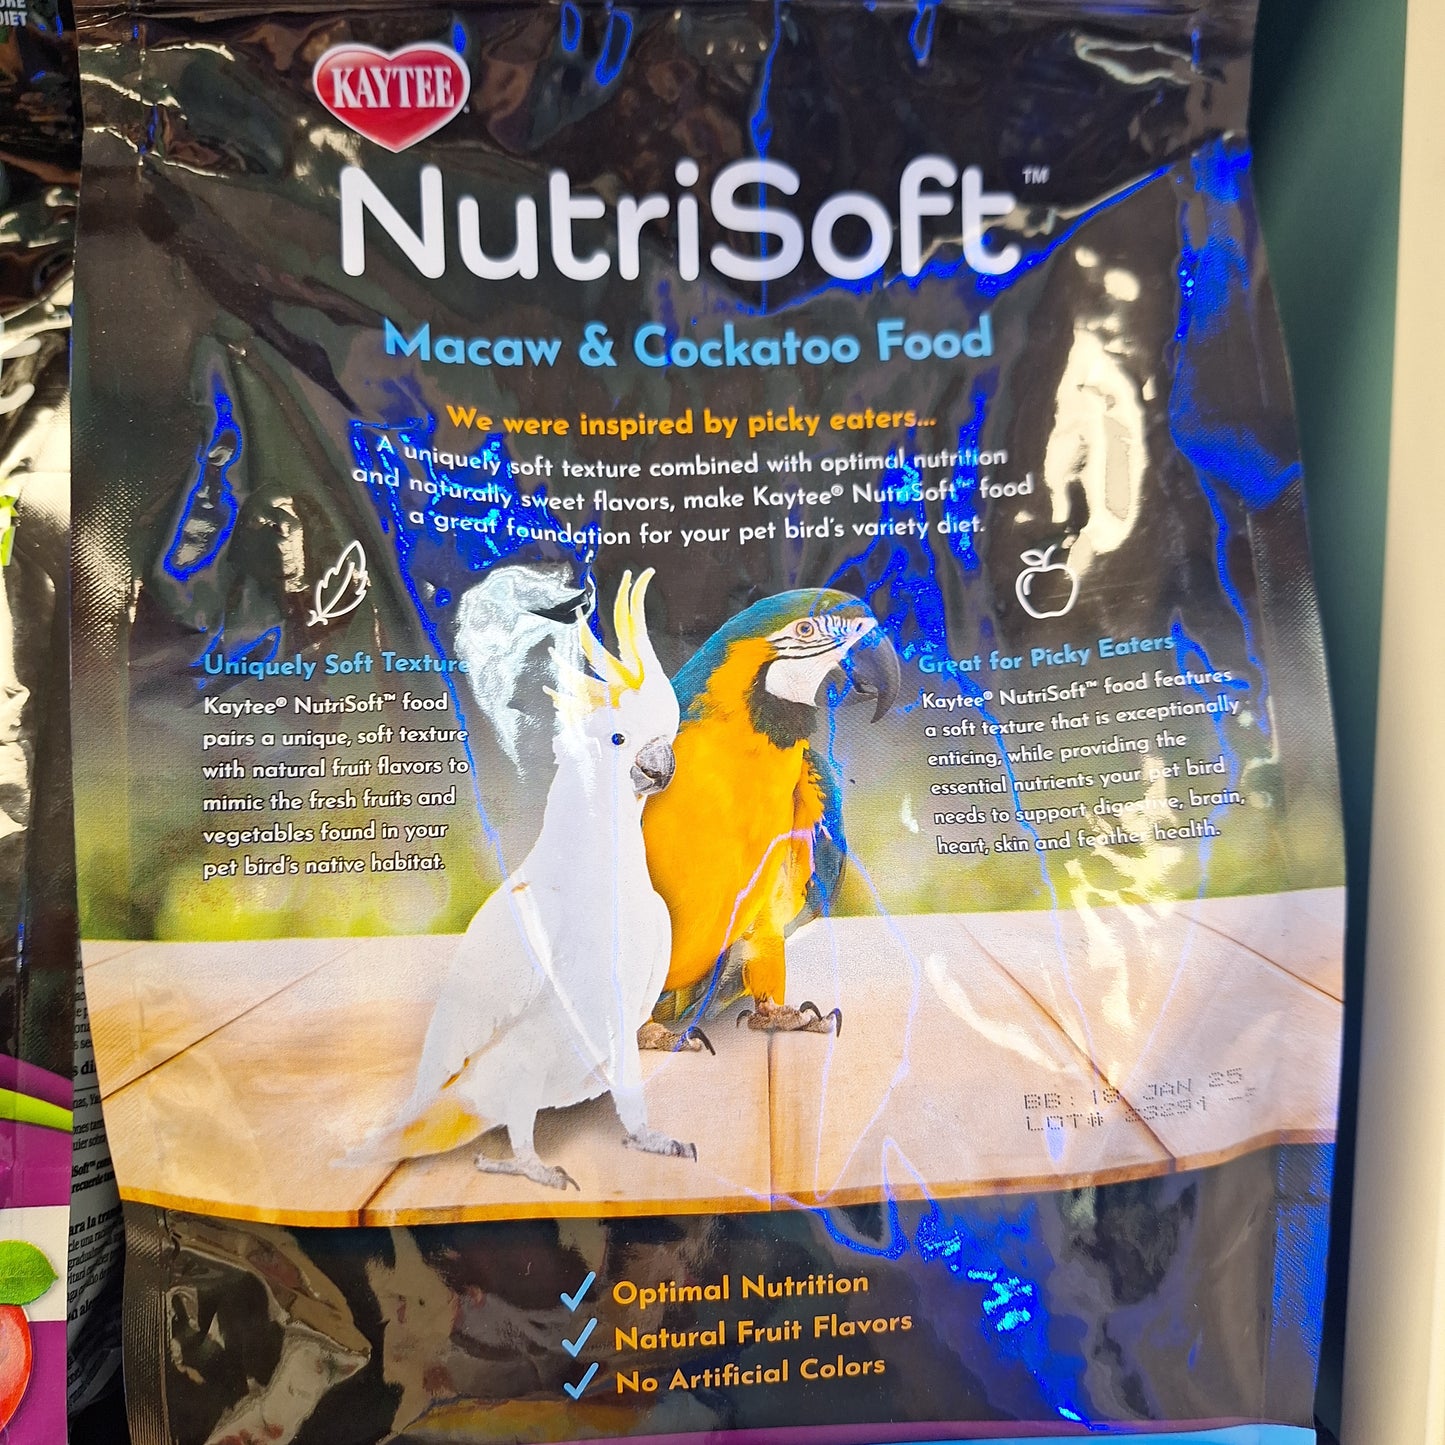 KAYTEE
NutriSoft™
Macaw & Cockatoo Food
We were inspired by picky eaters...
A uniquely soft texture combined with optimal nutrition
and naturally sweet flavors, make Kaytee® NutriSoft™ food
a great foundation for your pet bird's variety diet.
Uniquely Soft Texture
Kaytee® NutriSoft™ food
pairs a unique, soft texture
with natural fruit flavors to
mimic the fresh fruits and
vegetables found in your
pet bird's native habitat.
Great for Picky Eaters
Kaytee® NutriSoft™ food features
a soft texture that is exceptionally
enticing, while providing the
essential nutrients your pet bird
needs to support digestive, brain,
heart, skin and feather health.
BB: 18 JAN 25
LOT# 23291
Optimal Nutrition
Natural Fruit Flavors
No Artificial Colors
DIET